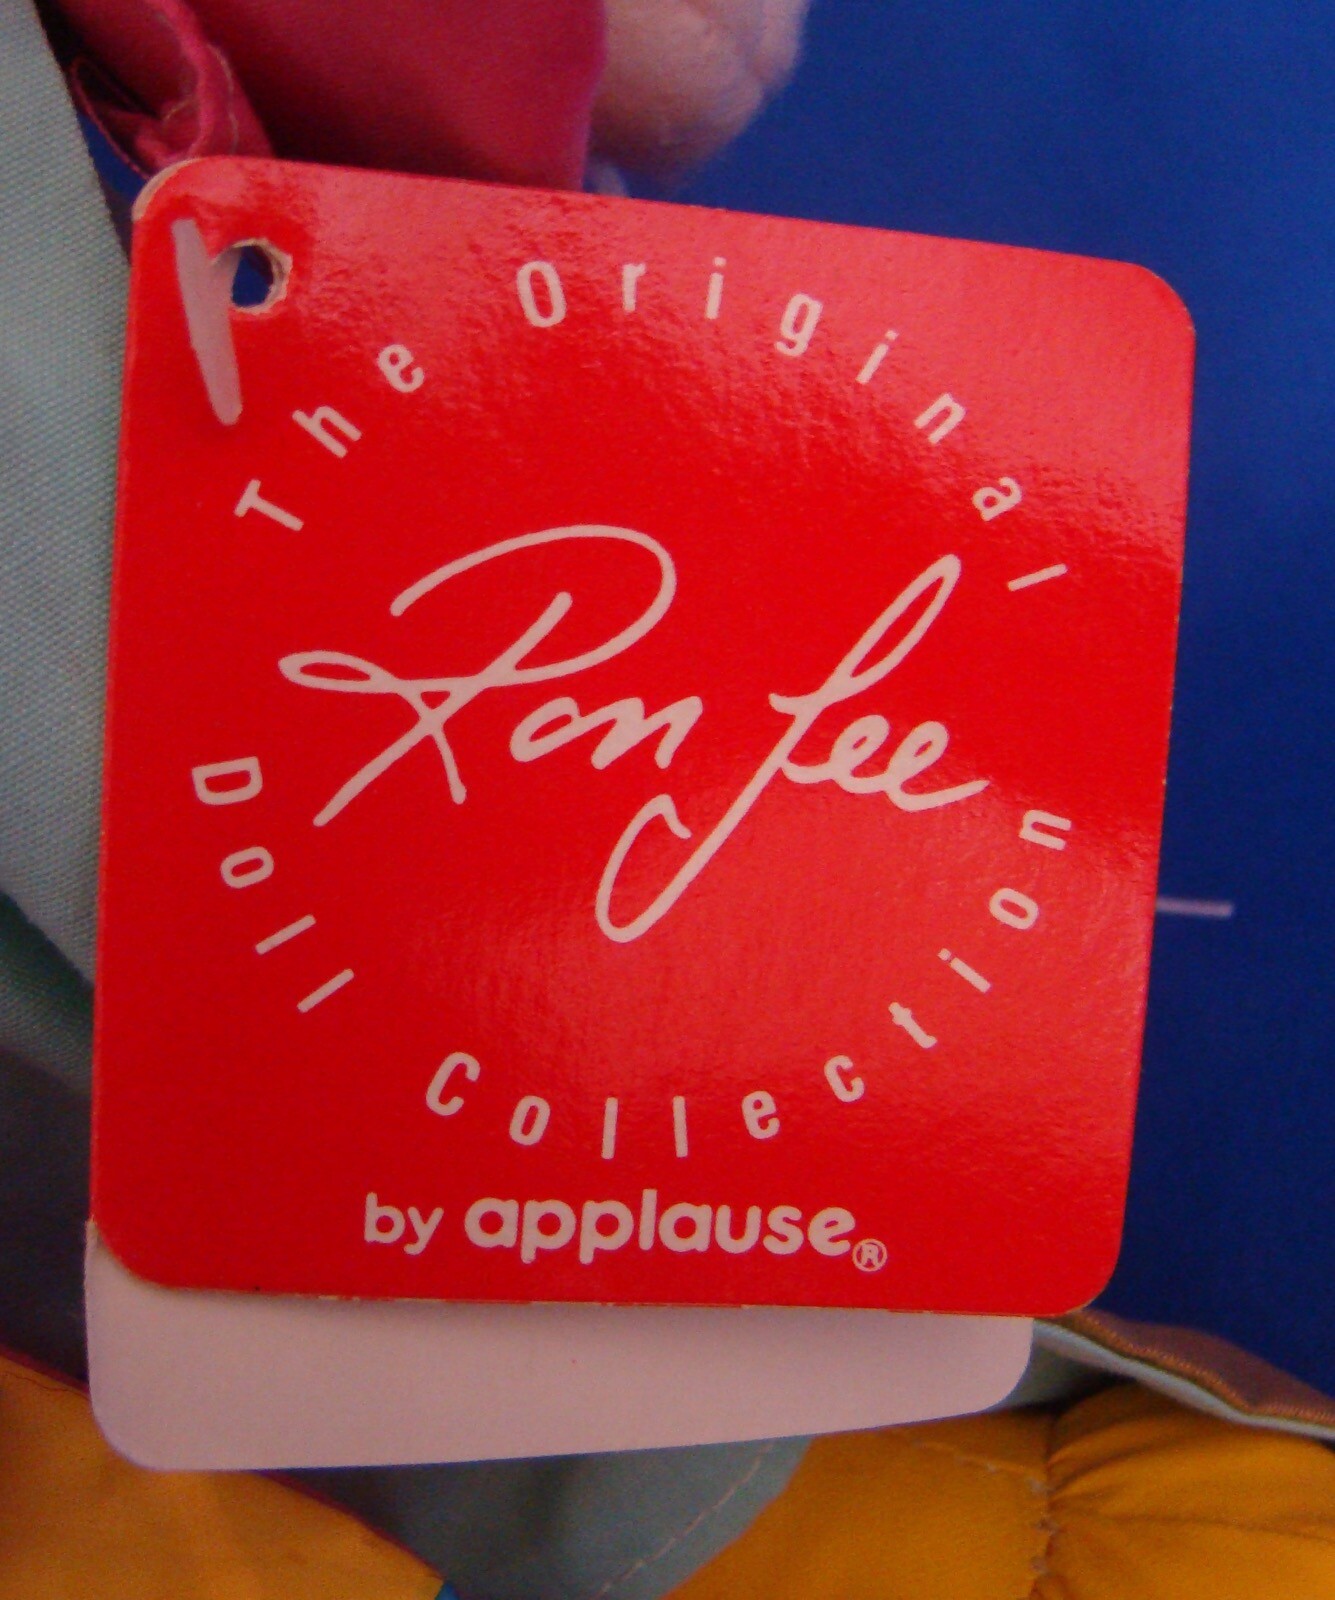 The Original
Ron Lee
Doll Collection
by applause®